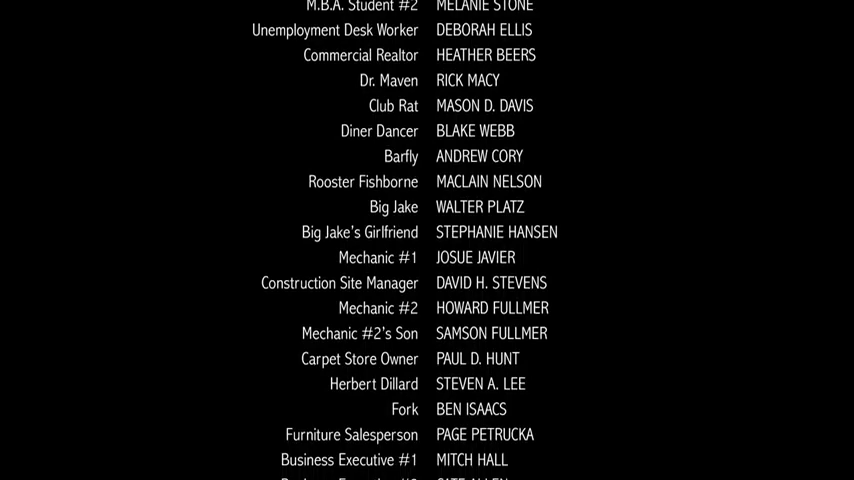 M.B.A. Student #2 MELANIE STONE
Unemployment Desk Worker DEBORAH ELLIS
Commercial Realtor HEATHER BEERS
Dr. Maven RICK MACY
Club Rat MASON D. DAVIS
Diner Dancer BLAKE WEBB
Barfly ANDREW CORY
Rooster Fishborne MACLAIN NELSON
Big Jake WALTER PLATZ
Big Jake's Girlfriend STEPHANIE HANSEN
Mechanic #1 JOSUE JAVIER
Construction Site Manager DAVID H. STEVENS
Mechanic #2 HOWARD FULLMER
Mechanic #2's Son SAMSON FULLMER
Carpet Store Owner PAUL D. HUNT
Herbert Dillard STEVEN A. LEE
Fork BEN ISAACS
Furniture Salesperson PAGE PETRUCKA
Business Executive #1 MITCH HALL